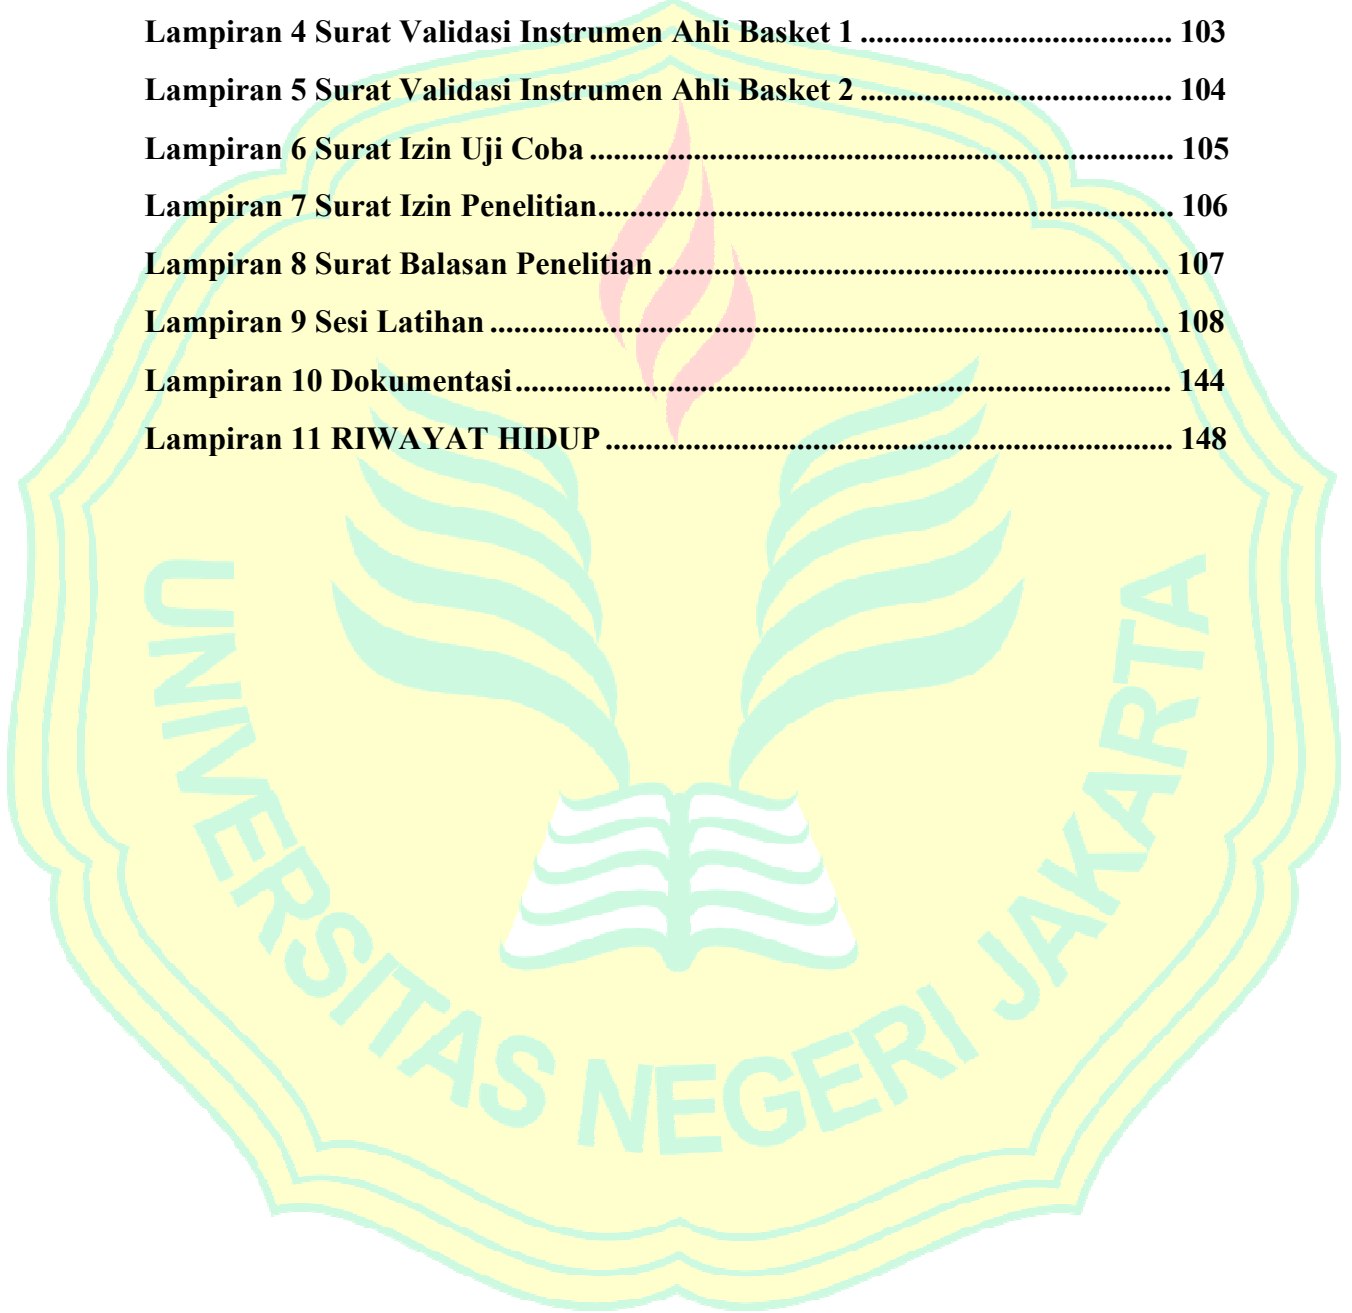 Lampiran 4 Surat Validasi Instrumen Ahli Basket 1 ....................................... 103
Lampiran 5 Surat Validasi Instrumen Ahli Basket 2 ....................................... 104
Lampiran 6 Surat Izin Uji Coba ......................................................................... 105
Lampiran 7 Surat Izin Penelitian........................................................................ 106
Lampiran 8 Surat Balasan Penelitian ................................................................ 107
Lampiran 9 Sesi Latihan ..................................................................................... 108
Lampiran 10 Dokumentasi.................................................................................. 144
Lampiran 11 RIWAYAT HIDUP ....................................................................... 148
UNIVERSITAS NEGERI JAKARTA